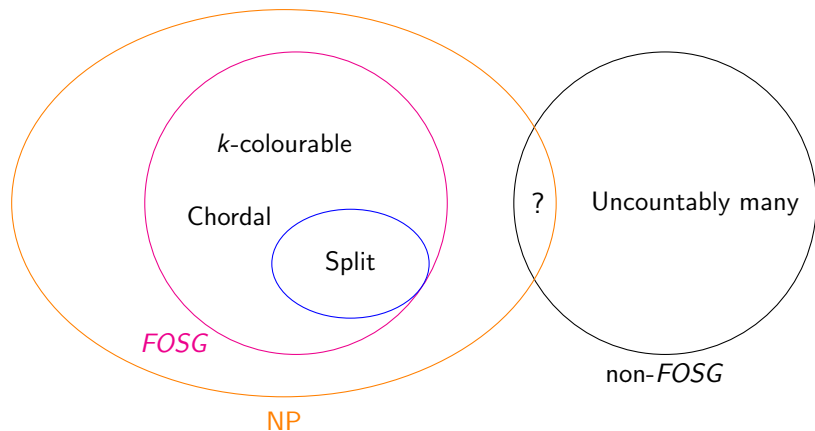 k-colourable
Chordal
? Uncountably many
Split
FOSG
non-FOSG
NP